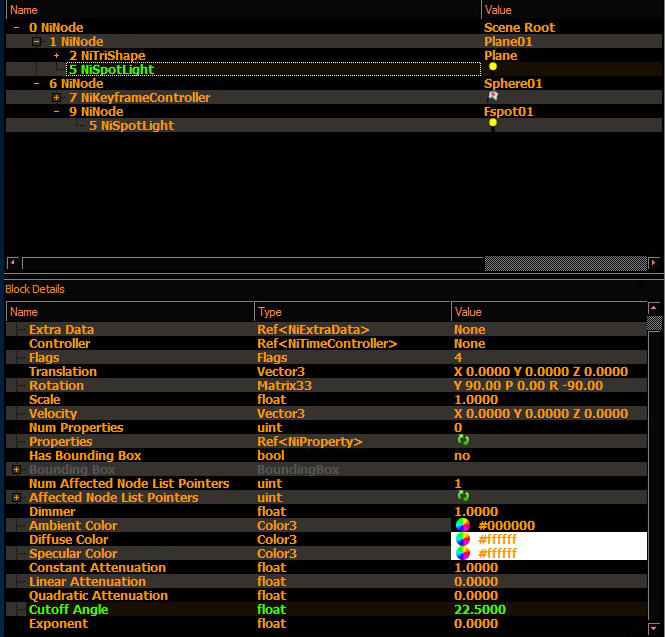 Name Value
0 NiNode Scene Root
1 NiNode Plane01
2 NiTriShape Plane
5 NiSpotLight
6 NiNode Sphere01
7 NiKeyframeController
9 NiNode Fspot01
5 NiSpotLight
Block Details
Name Type Value
Extra Data Ref<NiExtraData> None
Controller Ref<NiTimeController> None
Flags Flags 4
Translation Vector3 X 0.0000 Y 0.0000 Z 0.0000
Rotation Matrix33 Y 90.00 P 0.00 R -90.00
Scale float 1.0000
Velocity Vector3 X 0.0000 Y 0.0000 Z 0.0000
Num Properties uint 0
Properties Ref<NiProperty>
Has Bounding Box bool no
Bounding Box BoundingBox
Num Affected Node List Pointers uint 1
Affected Node List Pointers uint
Dimmer float 1.0000
Ambient Color Color3 #000000
Diffuse Color Color3 #ffffff
Specular Color Color3 #ffffff
Constant Attenuation float 1.0000
Linear Attenuation float 0.0000
Quadratic Attenuation float 0.0000
Cutoff Angle float 22.5000
Exponent float 0.0000